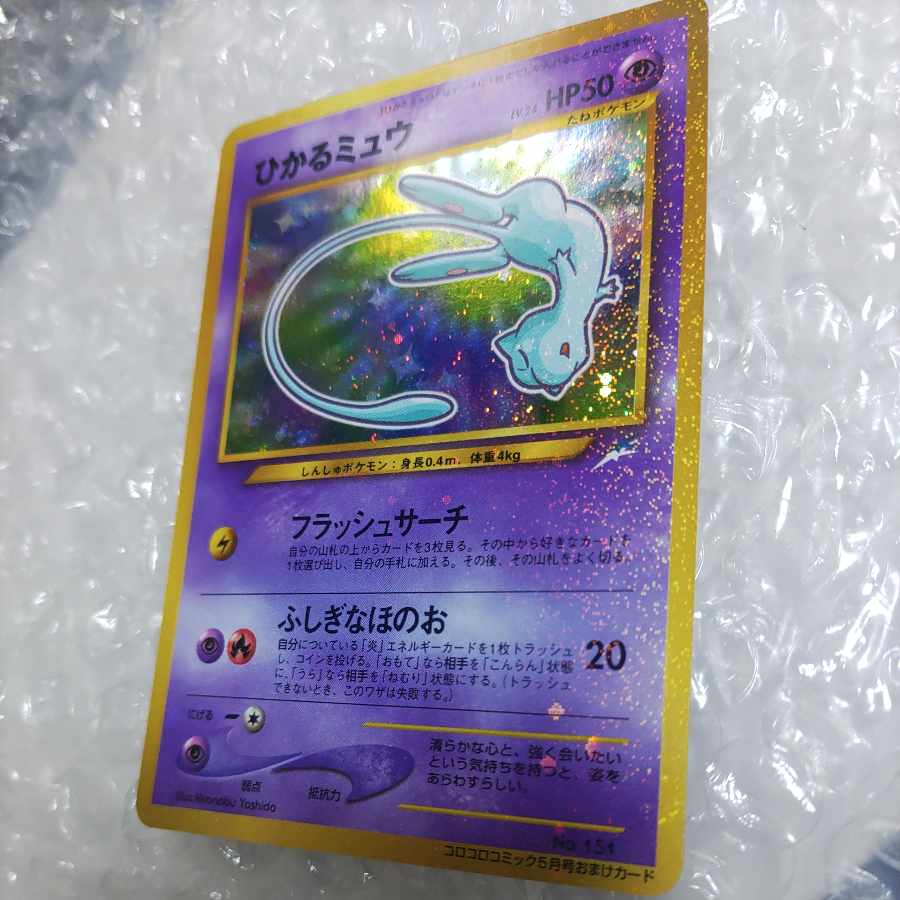 LV.24 HP50
ひかるミュウ
たねポケモン
しんしゅポケモン：身長0.4m，体重4kg
フラッシュサーチ
自分の山札の上からカードを3枚見る。その中から好きなカードを
1枚選び出し、自分の手札に加える。その後、その山札をよく切る。
ふしぎなほのお
20
自分についている「炎」エネルギーカードを1枚トラッシュ
し、コインを投げる。「おもて」なら相手を「こんらん」状態
に、「うら」なら相手を「ねむり」状態にする。（トラッシュ
できないとき、このワザは失敗する。）
にげる
弱点
抵抗力
清らかな心と、強く会いたい
という気持ちを持つと、姿を
あらわすらしい。
Illus. Hironobu Yoshida
No 151
コロコロコミック5月号おまけカード